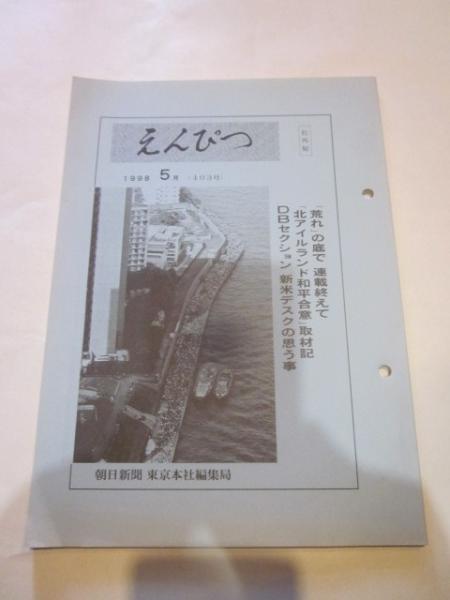 えんぴつ
社外秘
1998 5月 (403号)
「荒れ」の底で 連載終えて
「北アイルランド和平合意」取材記
DBセクション 新米デスクの思う事
朝日新聞 東京本社編集局